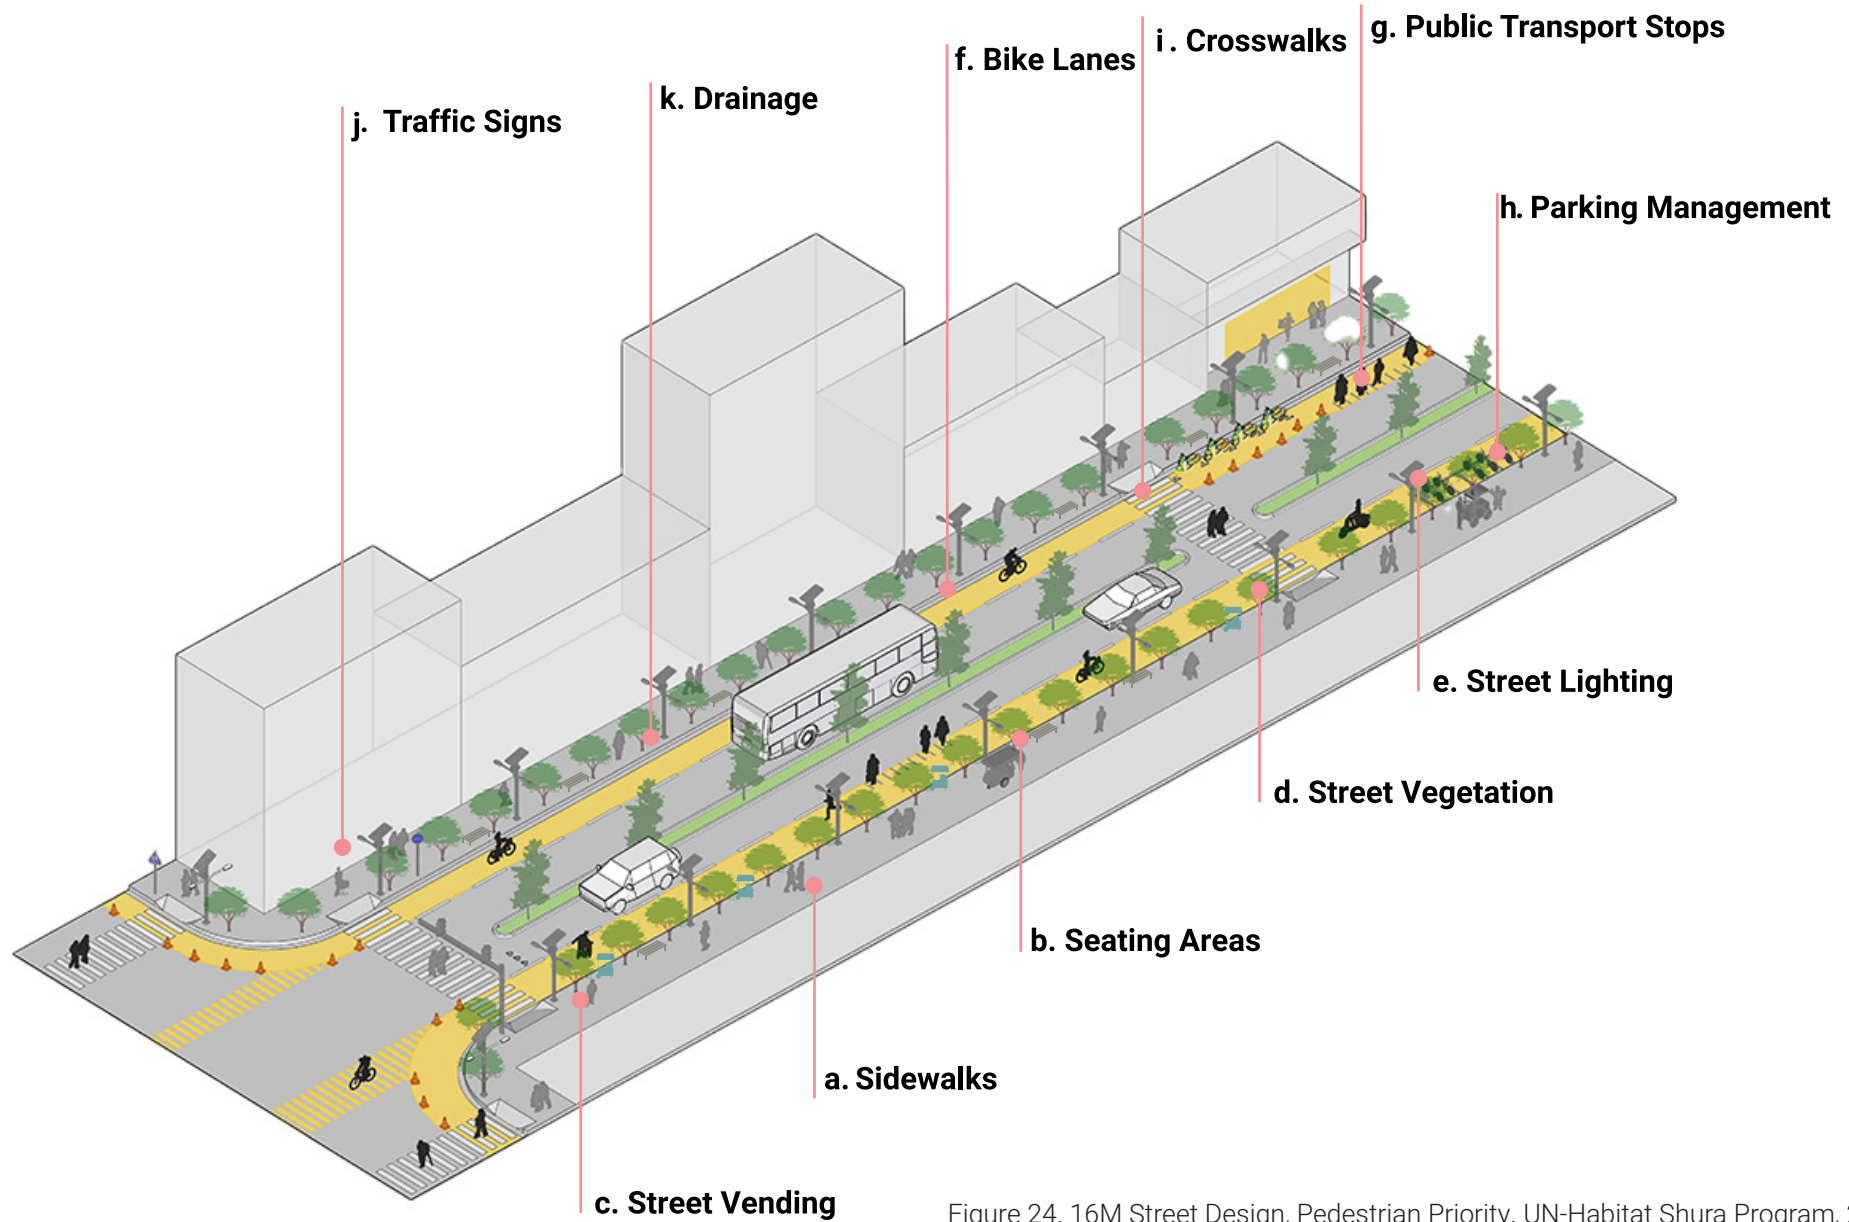 g. Public Transport Stops
i . Crosswalks
f. Bike Lanes
k. Drainage
j. Traffic Signs
h. Parking Management
e. Street Lighting
d. Street Vegetation
b. Seating Areas
a. Sidewalks
c. Street Vending
Figure 24. 16M Street Design, Pedestrian Priority, UN-Habitat Shura Program,